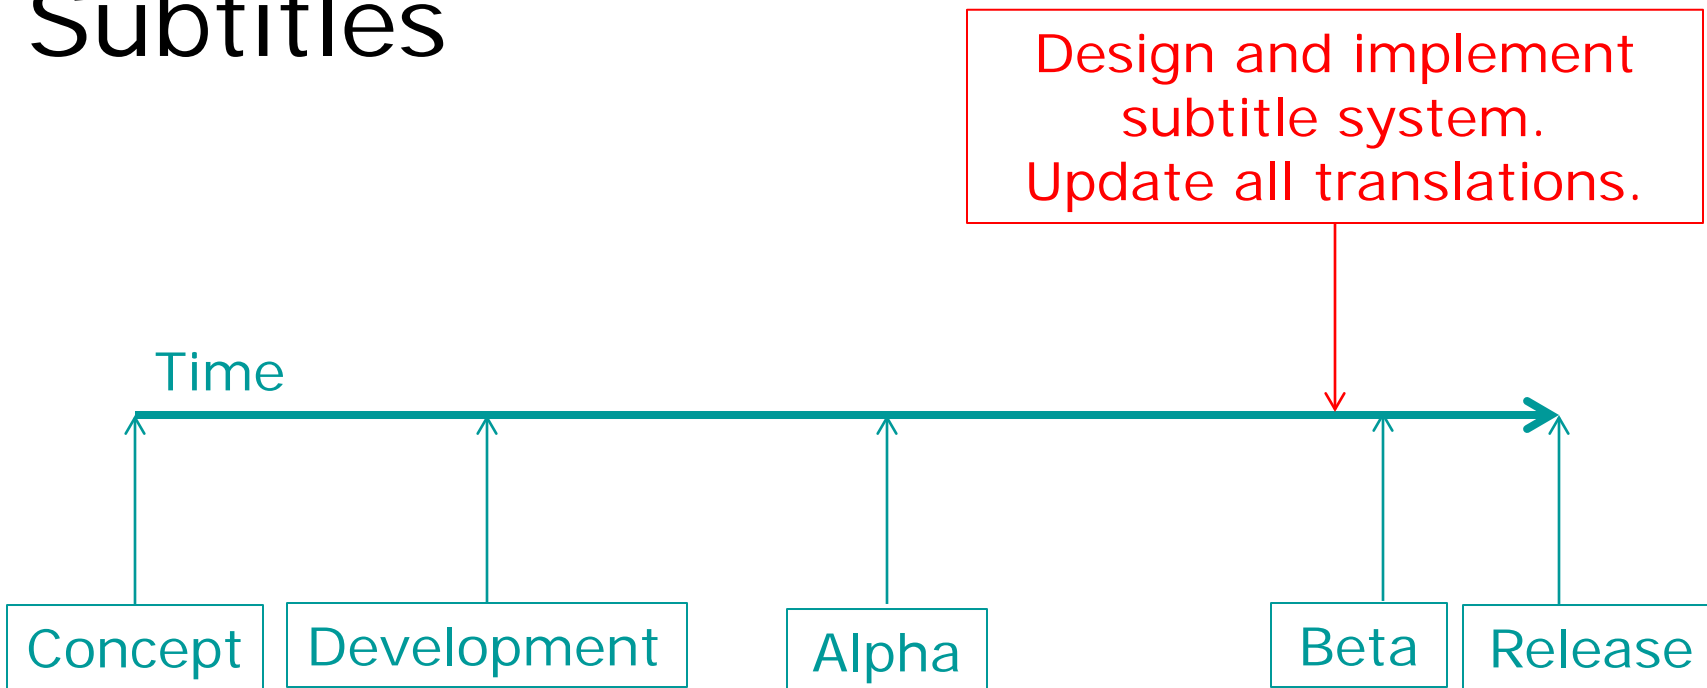 Subtitles
Design and implement
subtitle system.
Update all translations.
Time
Concept
Development
Alpha
Beta
Release